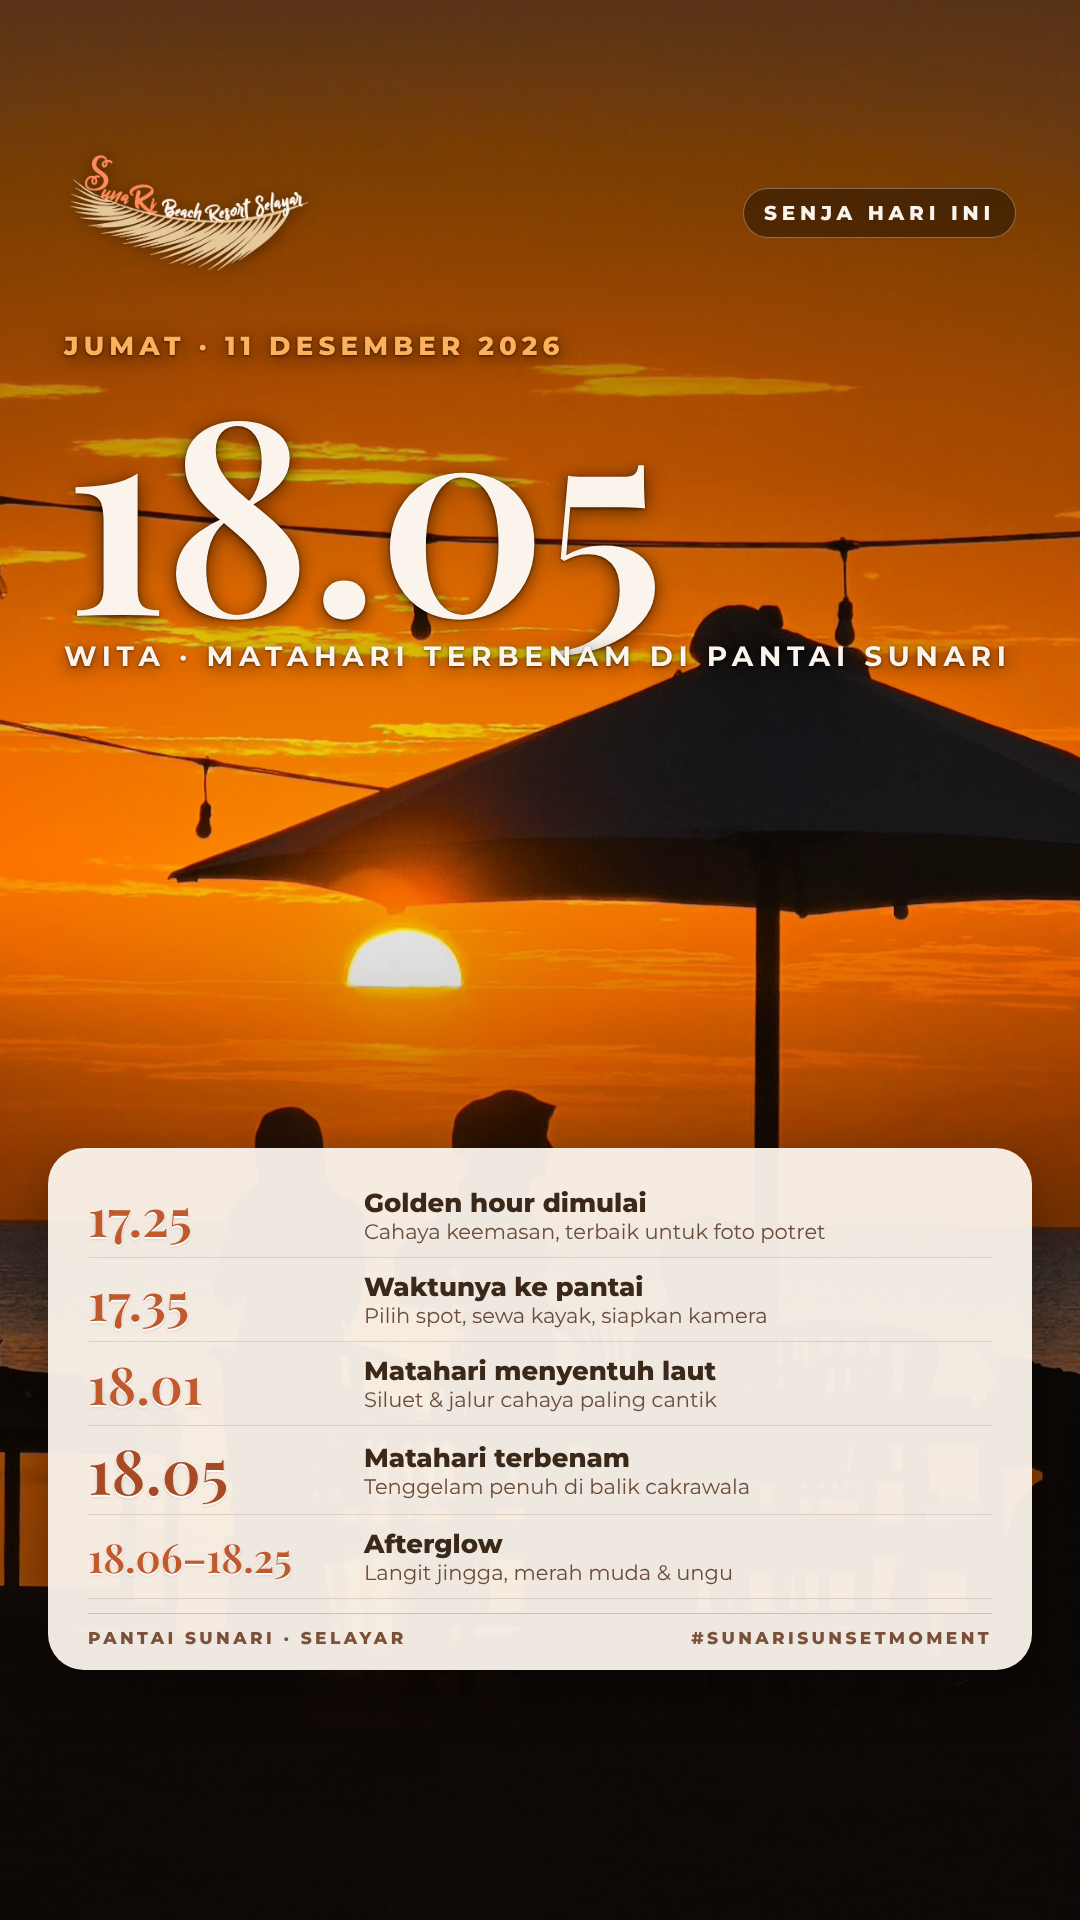 SunaRi Beach Resort Selayar
SENJA HARI INI
JUMAT · 11 DESEMBER 2026
18.05
WITA · MATAHARI TERBENAM DI PANTAI SUNARI
17.25
Golden hour dimulai
Cahaya keemasan, terbaik untuk foto potret
17.35
Waktunya ke pantai
Pilih spot, sewa kayak, siapkan kamera
18.01
Matahari menyentuh laut
Siluet & jalur cahaya paling cantik
18.05
Matahari terbenam
Tenggelam penuh di balik cakrawala
18.06–18.25
Afterglow
Langit jingga, merah muda & ungu
PANTAI SUNARI · SELAYAR
#SUNARISUNSETMOMENT